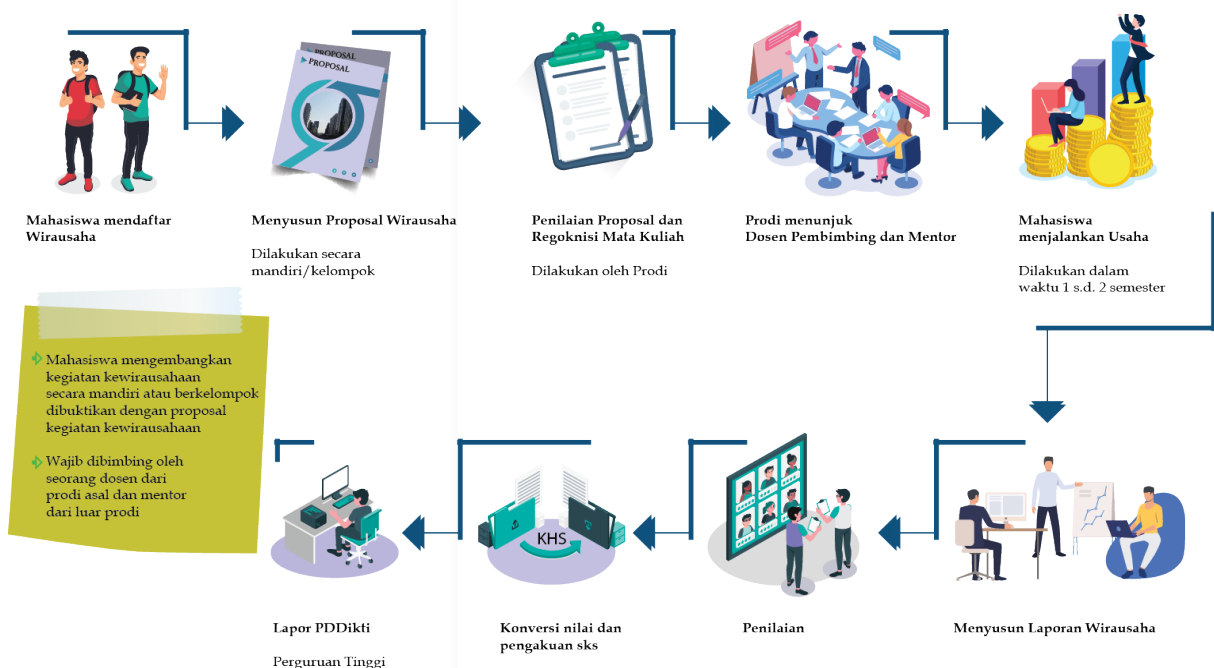 PROPOSAL
PROPOSAL
Mahasiswa mendaftar
Wirausaha
Menyusun Proposal Wirausaha
Dilakukan secara
mandiri/kelompok
Penilaian Proposal dan
Regoknisi Mata Kuliah
Dilakukan oleh Prodi
Prodi menunjuk
Dosen Pembimbing dan Mentor
Mahasiswa
menjalankan Usaha
Dilakukan dalam
waktu 1 s.d. 2 semester
Mahasiswa mengembangkan
kegiatan kewirausahaan
secara mandiri atau berkelompok
dibuktikan dengan proposal
kegiatan kewirausahaan
Wajib dibimbing oleh
seorang dosen dari
prodi asal dan mentor
dari luar prodi
KHS
Menyusun Laporan Wirausaha
Penilaian
Konversi nilai dan
pengakuan sks
Lapor PDDikti
Perguruan Tinggi